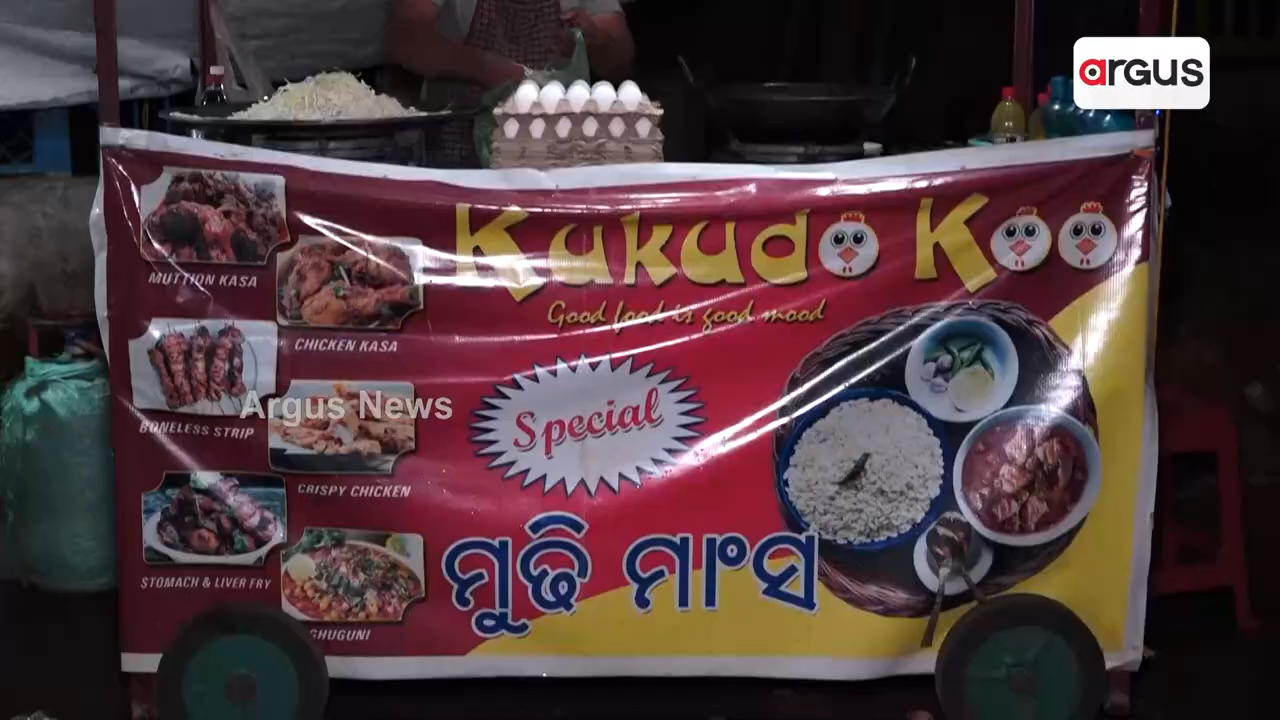 argus
Kukudo Koo
Good food is good mood
MUTTION KASA
CHICKEN KASA
BONELESS STRIP
Argus News
CRISPY CHICKEN
STOMACH & LIVER FRY
GHUGUNI
Special
ମୁଢି ମାଂସ